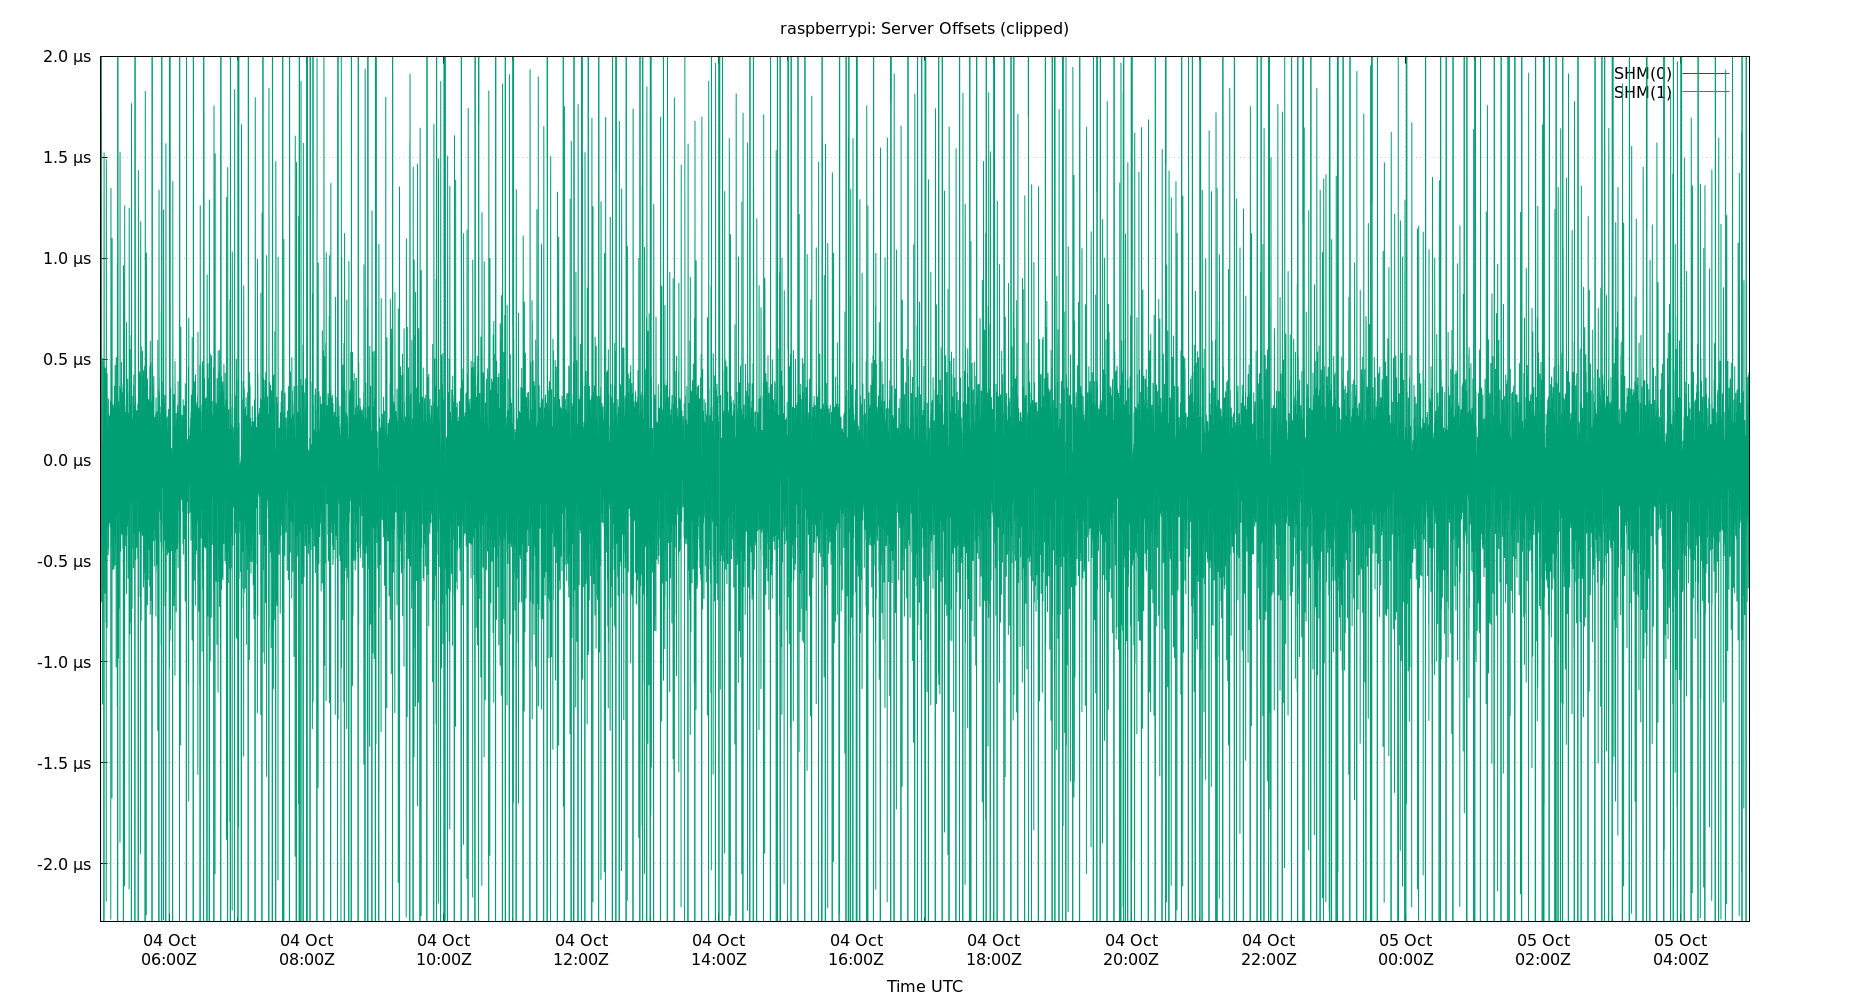 raspberrypi: Server Offsets (clipped)
2.0 µs
1.5 µs
1.0 µs
0.5 µs
0.0 µs
-0.5 µs
-1.0 µs
-1.5 µs
-2.0 µs
SHM(0)
SHM(1)
04 Oct 04 Oct 04 Oct 04 Oct 04 Oct 04 Oct 04 Oct 04 Oct 04 Oct 05 Oct 05 Oct 05 Oct
06:00Z 08:00Z 10:00Z 12:00Z 14:00Z 16:00Z 18:00Z 20:00Z 22:00Z 00:00Z 02:00Z 04:00Z
Time UTC